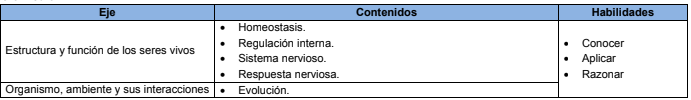 Eje Contenidos Habilidades
Estructura y función de los seres vivos
• Homeostasis.
• Regulación interna.
• Sistema nervioso.
• Respuesta nerviosa.
• Conocer
• Aplicar
• Razonar
Organismo, ambiente y sus interacciones • Evolución.